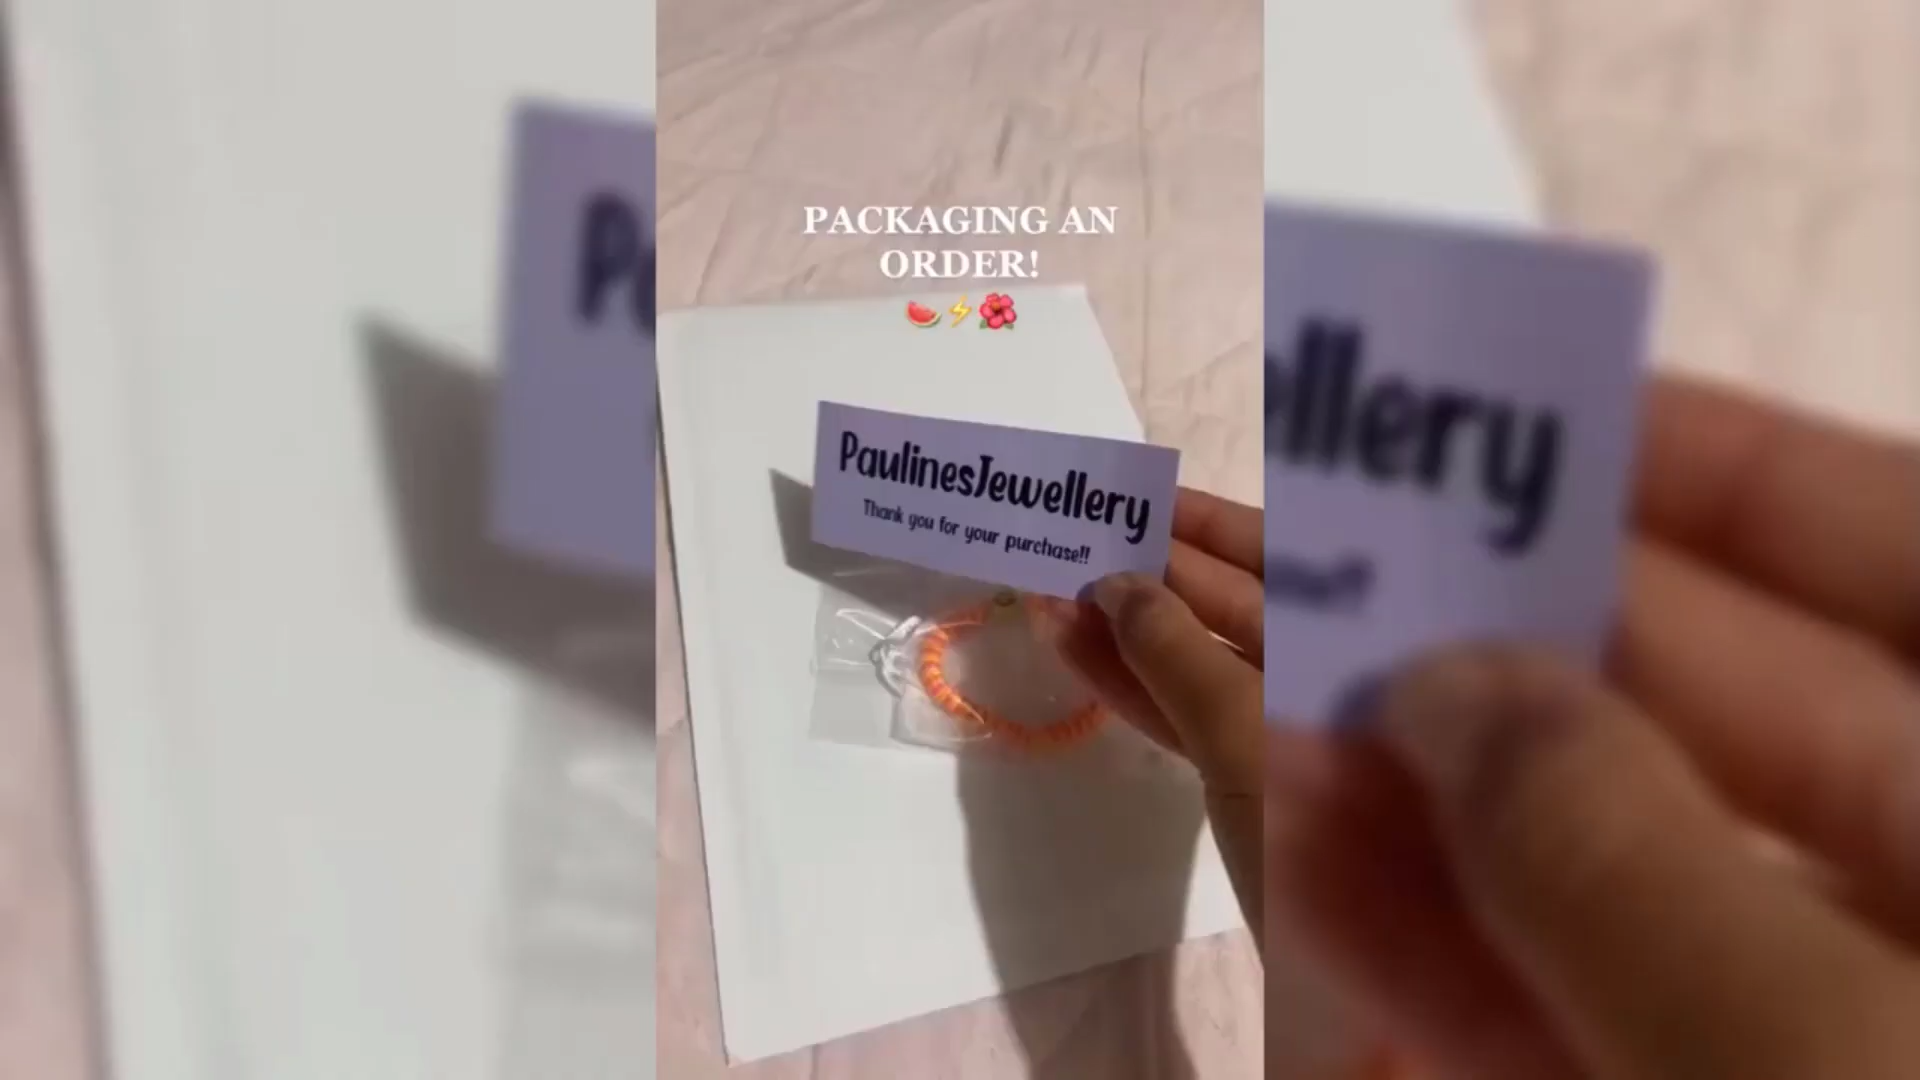 PACKAGING AN
ORDER!
🍉⚡🌺
PaulinesJewellery
Thank you for your purchase!!